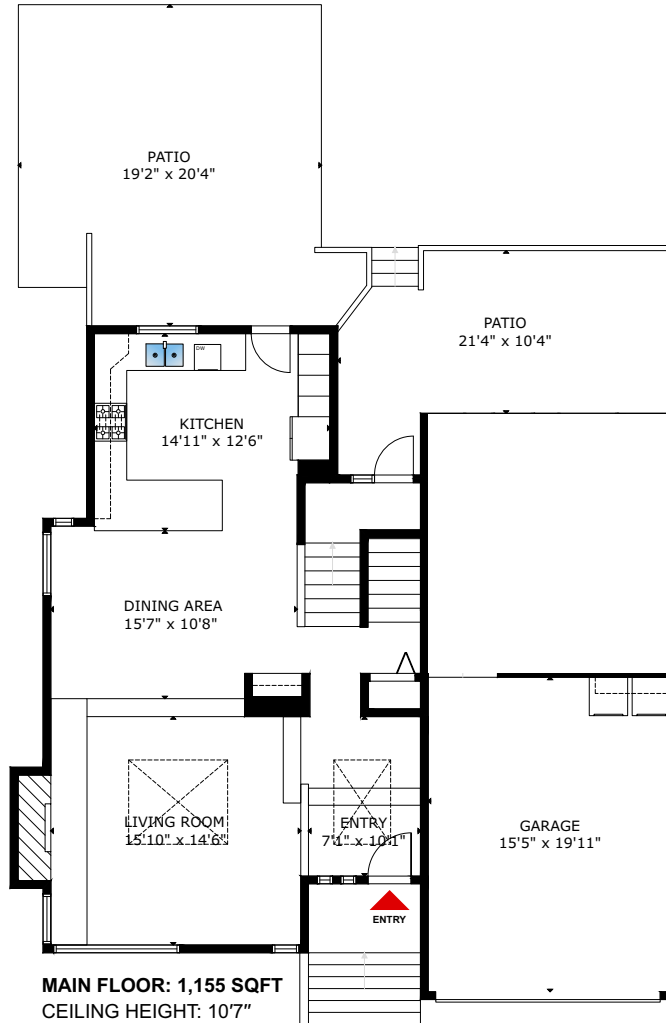 PATIO
19'2" x 20'4"
PATIO
21'4" x 10'4"
DW
KITCHEN
14'11" x 12'6"
DINING AREA
15'7" x 10'8"
LIVING ROOM
15'10" x 14'6"
ENTRY
7'1" x 10'1"
GARAGE
15'5" x 19'11"
ENTRY
MAIN FLOOR: 1,155 SQFT
CEILING HEIGHT: 10'7"